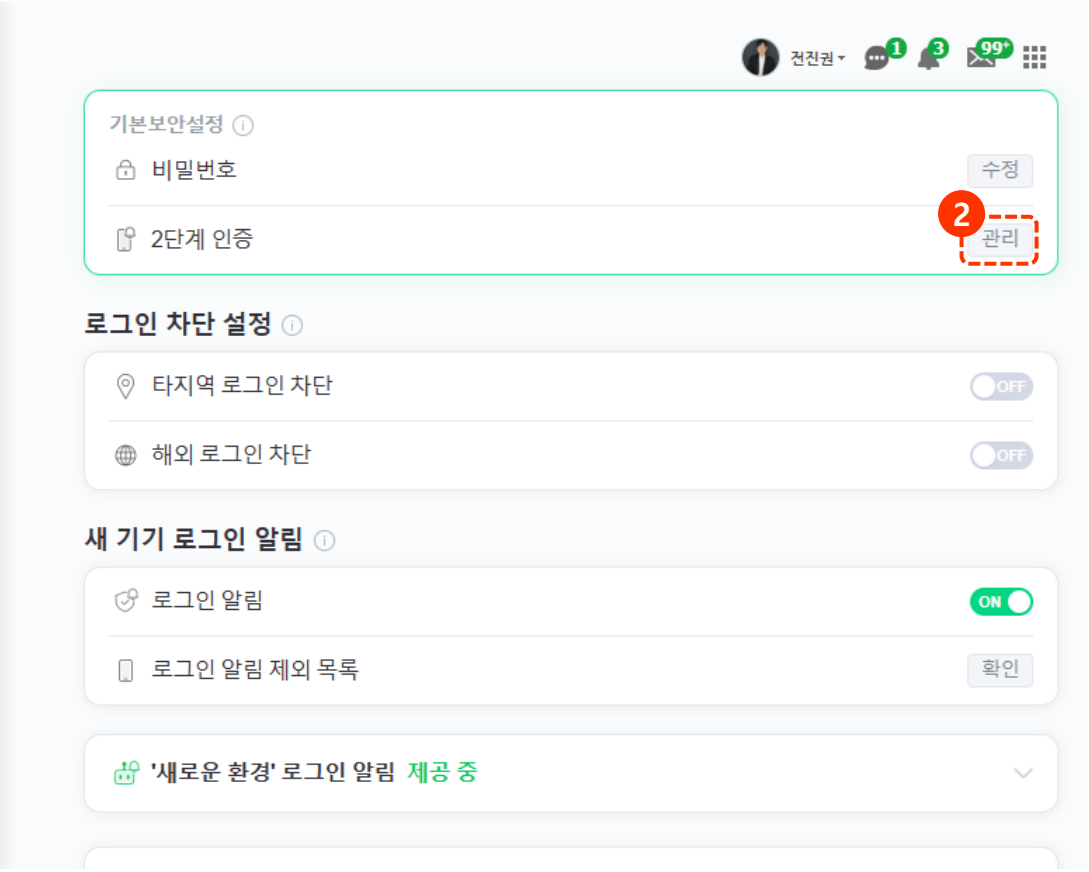 전진권
1
3
99+
기본보안설정
비밀번호
수정
2단계 인증
2
관리
로그인 차단 설정
타지역 로그인 차단
OFF
해외 로그인 차단
OFF
새 기기 로그인 알림
로그인 알림
ON
로그인 알림 제외 목록
확인
'새로운 환경' 로그인 알림 제공 중